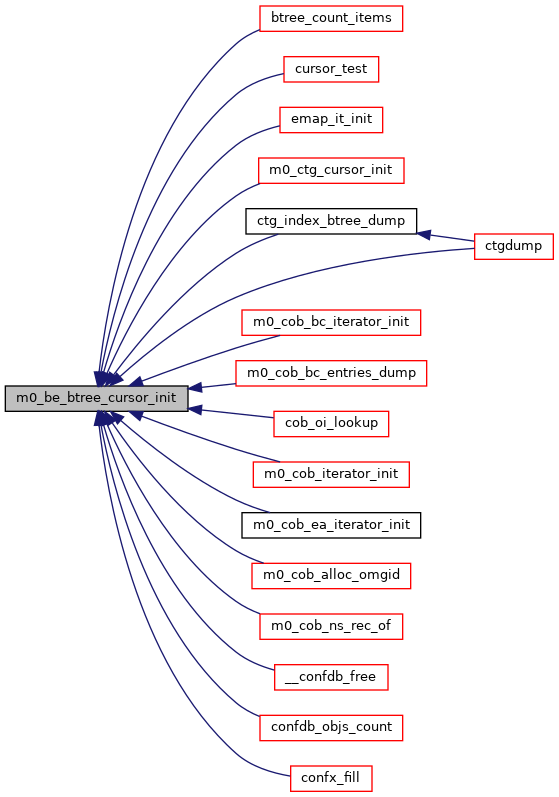 btree_count_items
cursor_test
emap_it_init
m0_ctg_cursor_init
ctg_index_btree_dump
ctgdump
m0_cob_bc_iterator_init
m0_cob_bc_entries_dump
m0_be_btree_cursor_init
cob_oi_lookup
m0_cob_iterator_init
m0_cob_ea_iterator_init
m0_cob_alloc_omgid
m0_cob_ns_rec_of
__confdb_free
confdb_objs_count
confx_fill